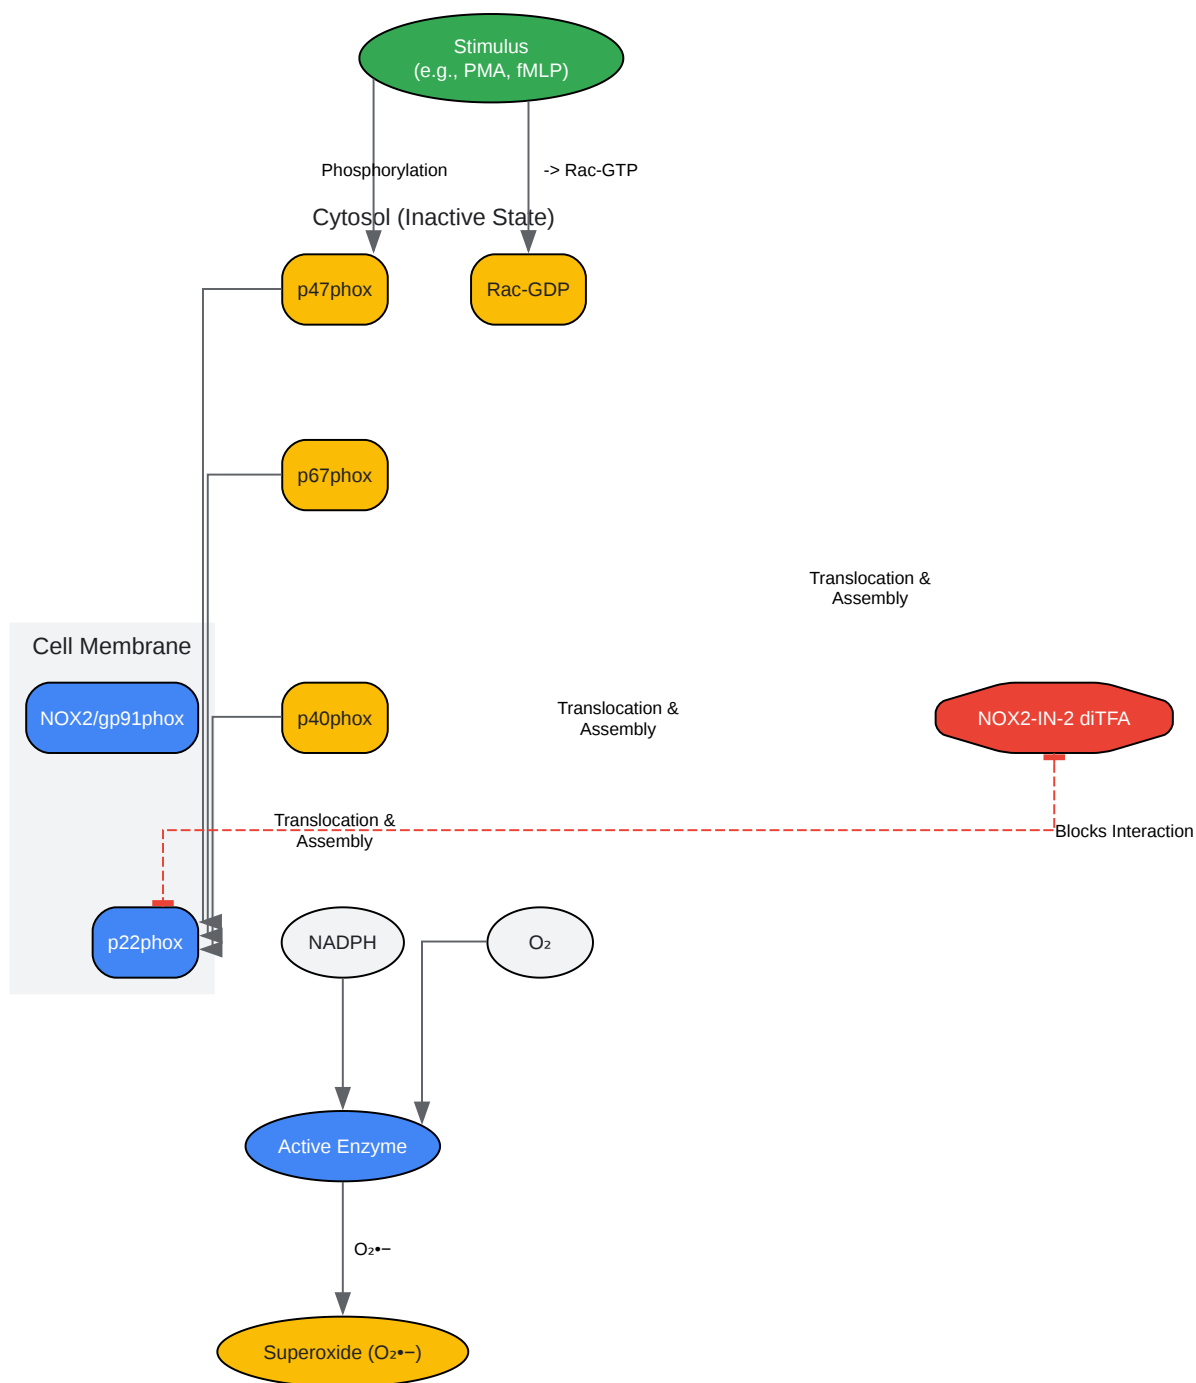 Stimulus
(e.g., PMA, fMLP)
Phosphorylation
-> Rac-GTP
Cytosol (Inactive State)
p47phox
Rac-GDP
p67phox
Translocation &
Assembly
Cell Membrane
NOX2/gp91phox
p40phox
Translocation &
Assembly
NOX2-IN-2 diTFA
Translocation &
Assembly
Blocks Interaction
p22phox
NADPH
O₂
Active Enzyme
O₂•−
Superoxide (O₂•−)